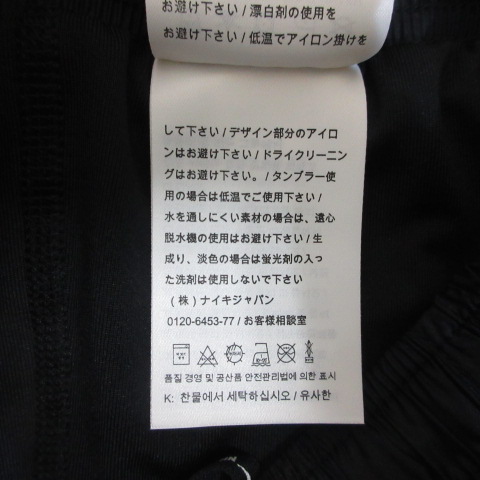 お避け下さい / 漂白剤の使用を
お避け下さい / 低温でアイロン掛けを
して下さい / デザイン部分のアイロ
ンはお避け下さい / ドライクリーニン
グはお避け下さい。 / タンブラー使
用の場合は低温でご使用下さい /
水を通しにくい素材の場合は、遠心
脱水機の使用はお避け下さい / 生
成り、淡色の場合は蛍光剤の入っ
た洗剤は使用しないで下さい
(株) ナイキジャパン
0120-6453-77 / お客様相談室
품질 경영 및 공산품 안전관리법에 의한 표시
K: 찬물에서 세탁하십시오 / 유사한